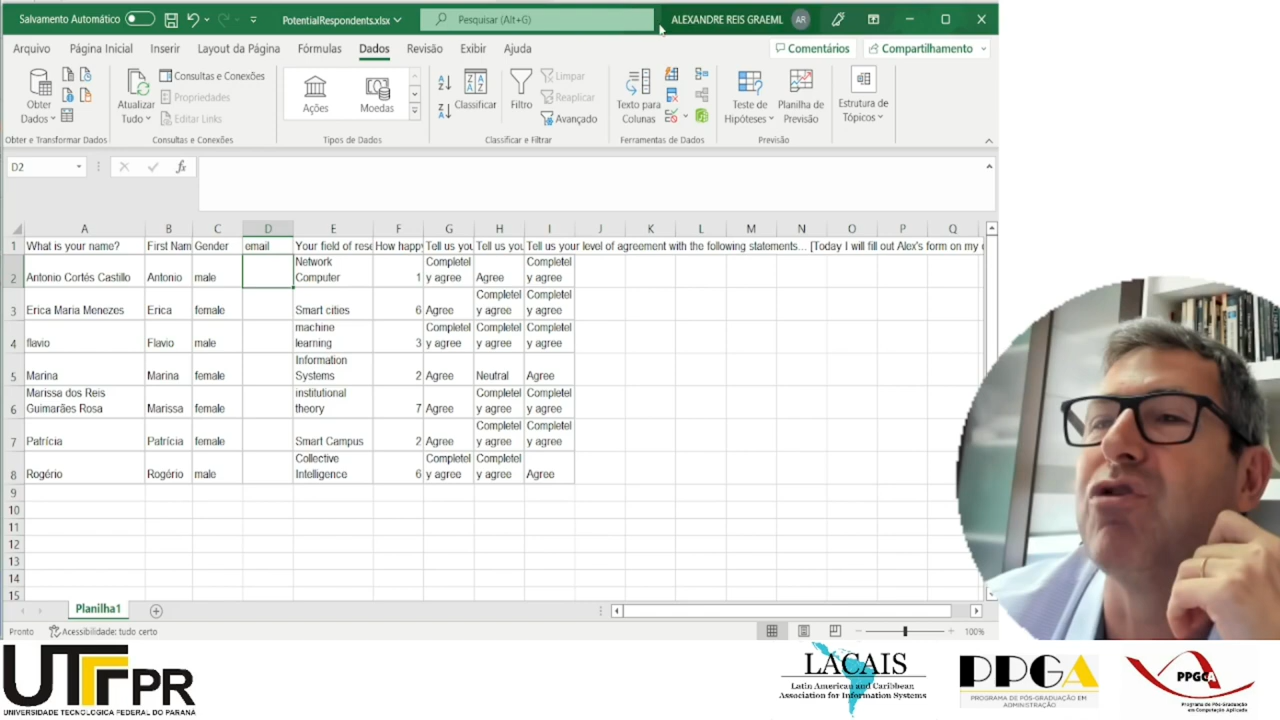 Salvamento Automático
PotentialRespondents.xlsx
Pesquisar (Alt+G)
ALEXANDRE REIS GRAEML
AR
Arquivo
Página Inicial
Inserir
Layout da Página
Fórmulas
Dados
Revisão
Exibir
Ajuda
Comentários
Compartilhamento
Obter
Dados
Atualizar
Tudo
Consultas e Conexões
Propriedades
Editar Links
Ações
Moedas
Classificar
Filtro
Limpar
Reaplicar
Avançado
Texto para
Colunas
Teste de
Hipóteses
Planilha de
Previsão
Estrutura de
Tópicos
Obter e Transformar Dados
Consultas e Conexões
Tipos de Dados
Classificar e Filtrar
Ferramentas de Dados
Previsão
D2
fx
A B C D E F G H I J K L M N O P Q
1 What is your name? First Nam Gender email Your field of rese How happy Tell us you Tell us you Tell us your level of agreement with the following statements... [Today I will fill out Alex's form on my
2 Antonio Cortés Castillo Antonio male Network Computer 1 Completely agree Agree Completely agree
3 Erica Maria Menezes Erica female Smart cities 6 Agree Completely agree Completely agree
4 flavio Flavio male machine learning 3 Completely agree Completely agree Completely agree
5 Marina Marina female Information Systems 2 Agree Neutral Agree
6 Marissa dos Reis Guimarães Rosa Marissa female institutional theory 7 Agree Completely agree Completely agree
7 Patrícia Patrícia female Smart Campus 2 Agree Completely agree Completely agree
8 Rogério Rogério male Collective Intelligence 6 Completely agree Completely agree Agree
9
10
11
12
13
14
15
Planilha1
Pronto
Acessibilidade: tudo certo
100%
UTFPR
UNIVERSIDADE TECNOLÓGICA FEDERAL DO PARANÁ
LACAIS
Latin American and Caribbean
Association for Information Systems
PPGA
PROGRAMA DE PÓS-GRADUAÇÃO EM
ADMINISTRAÇÃO
PPGCA
Programa de Pós-Graduação
em Computação Aplicada